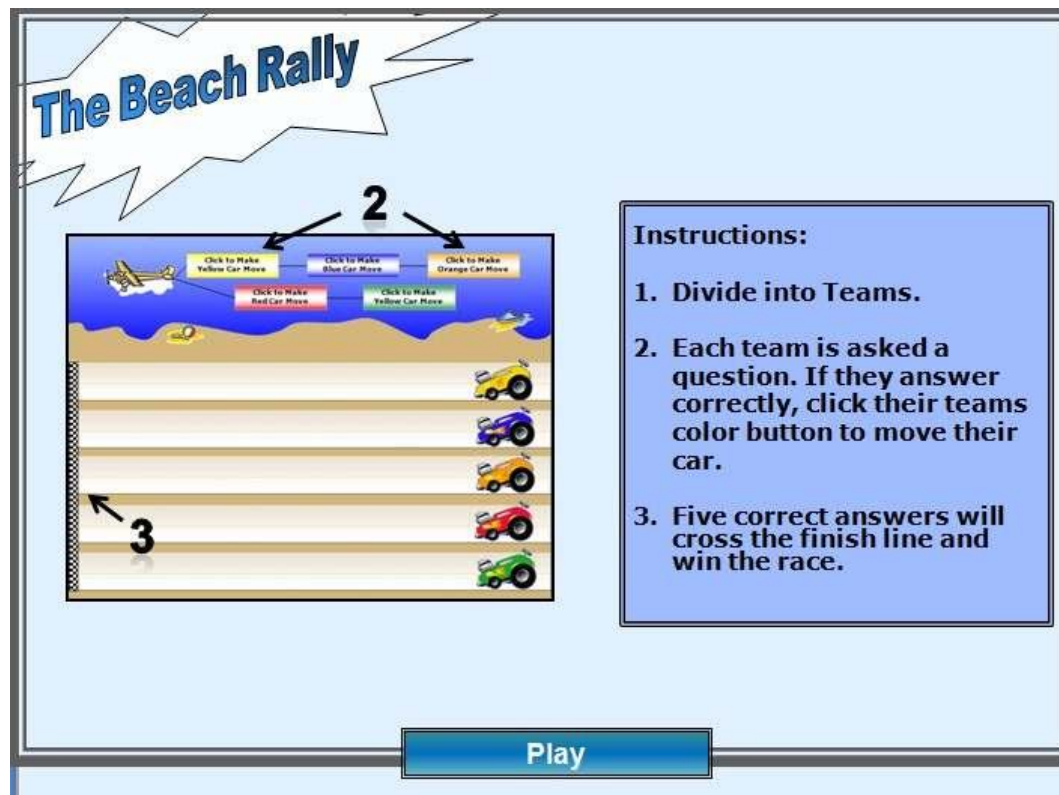 The Beach Rally
2
Click to Make
Yellow Car Move
Click to Make
Blue Car Move
Click to Make
Orange Car Move
Click to Make
Red Car Move
Click to Make
Yellow Car Move
3
Instructions:
1. Divide into Teams.
2. Each team is asked a
question. If they answer
correctly, click their teams
color button to move their
car.
3. Five correct answers will
cross the finish line and
win the race.
Play